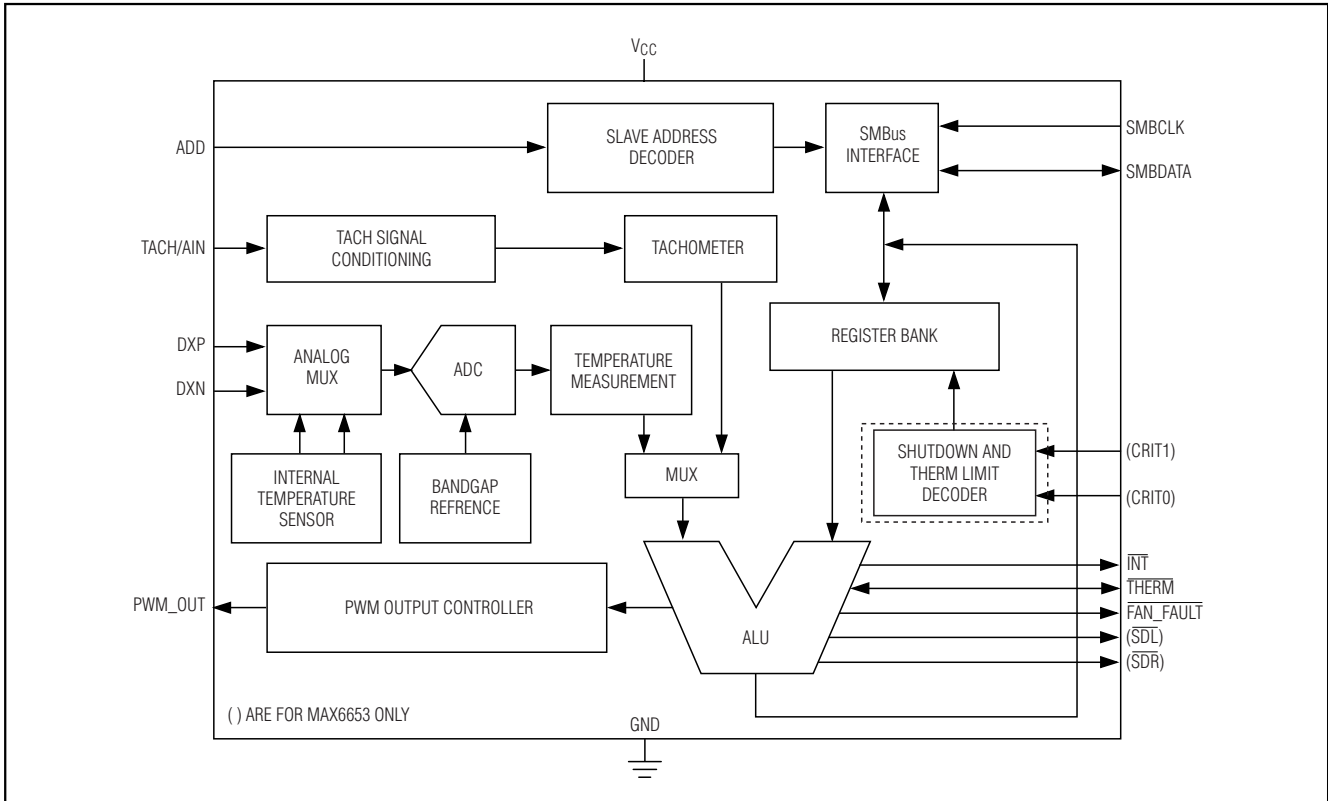 VCC
ADD
SLAVE ADDRESS
DECODER
SMBus
INTERFACE
SMBCLK
SMBDATA
TACH/AIN
TACH SIGNAL
CONDITIONING
TACHOMETER
REGISTER BANK
DXP
DXN
ANALOG
MUX
ADC
TEMPERATURE
MEASUREMENT
INTERNAL
TEMPERATURE
SENSOR
BANDGAP
REFRENCE
MUX
SHUTDOWN AND
THERM LIMIT
DECODER
(CRIT1)
(CRIT0)
PWM_OUT
PWM OUTPUT CONTROLLER
ALU
INT
THERM
FAN_FAULT
(SDL)
(SDR)
( ) ARE FOR MAX6653 ONLY
GND